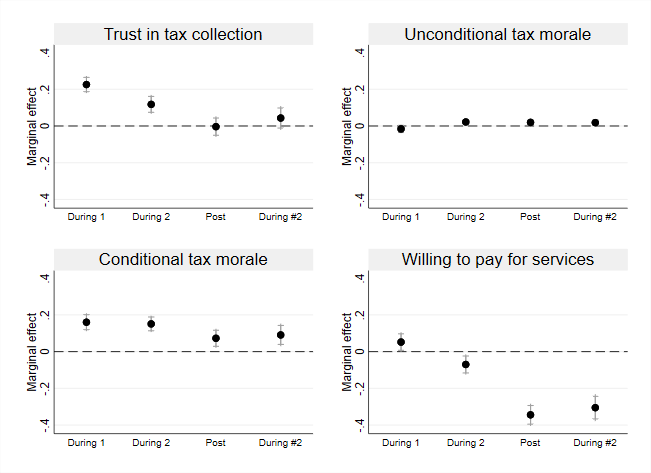 Trust in tax collection
Marginal effect
.4
.2
0
-.2
-.4
During 1 During 2 Post During #2
Unconditional tax morale
Marginal effect
.4
.2
0
-.2
-.4
During 1 During 2 Post During #2
Conditional tax morale
Marginal effect
.4
.2
0
-.2
-.4
During 1 During 2 Post During #2
Willing to pay for services
Marginal effect
.4
.2
0
-.2
-.4
During 1 During 2 Post During #2